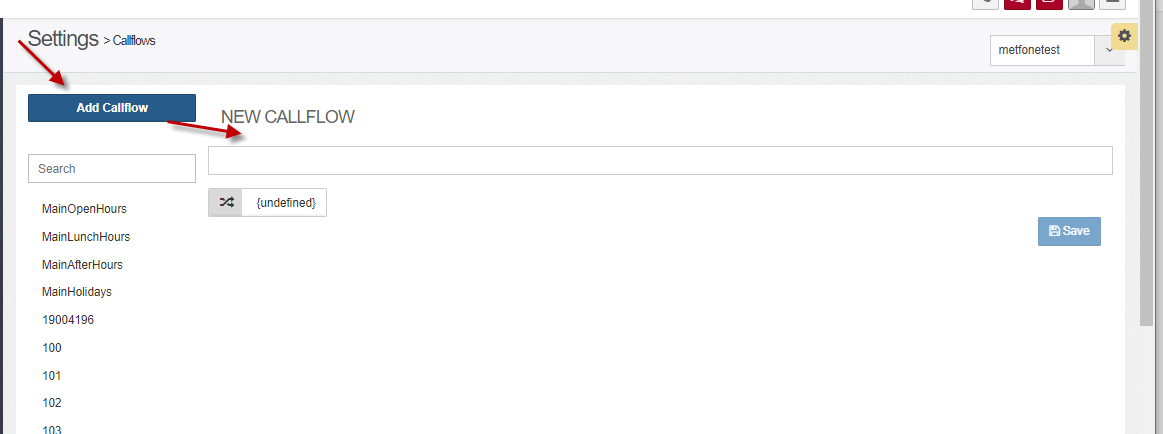 Settings > Callflows
metfonetest
Add Callflow
NEW CALLFLOW
Search
{undefined}
Save
MainOpenHours
MainLunchHours
MainAfterHours
MainHolidays
19004196
100
101
102
103